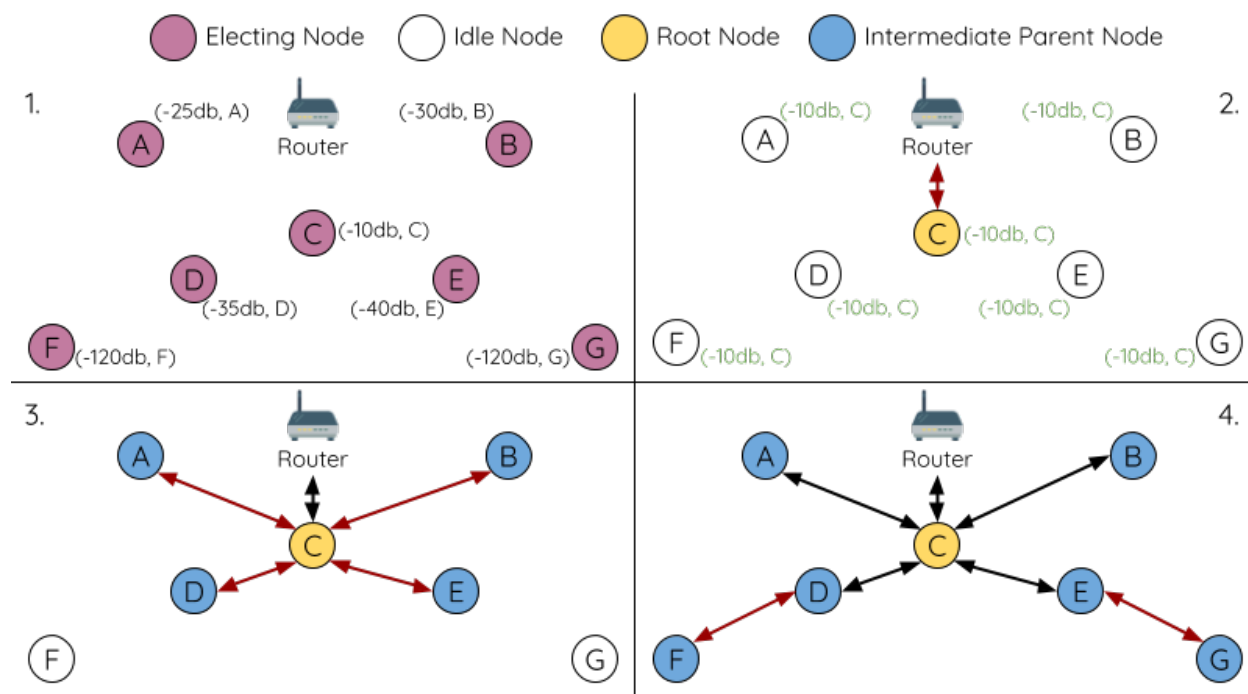 Electing Node Idle Node Root Node Intermediate Parent Node
1.
(-25db, A)
(-30db, B)
A
Router
B
C
(-10db, C)
D
E
(-35db, D)
(-40db, E)
F
(-120db, F)
(-120db, G)
G
2.
(-10db, C)
(-10db, C)
A
Router
B
C
(-10db, C)
D
E
(-10db, C)
(-10db, C)
F
(-10db, C)
(-10db, C)
G
3.
A
Router
B
C
D
E
F
G
4.
A
Router
B
C
D
E
F
G